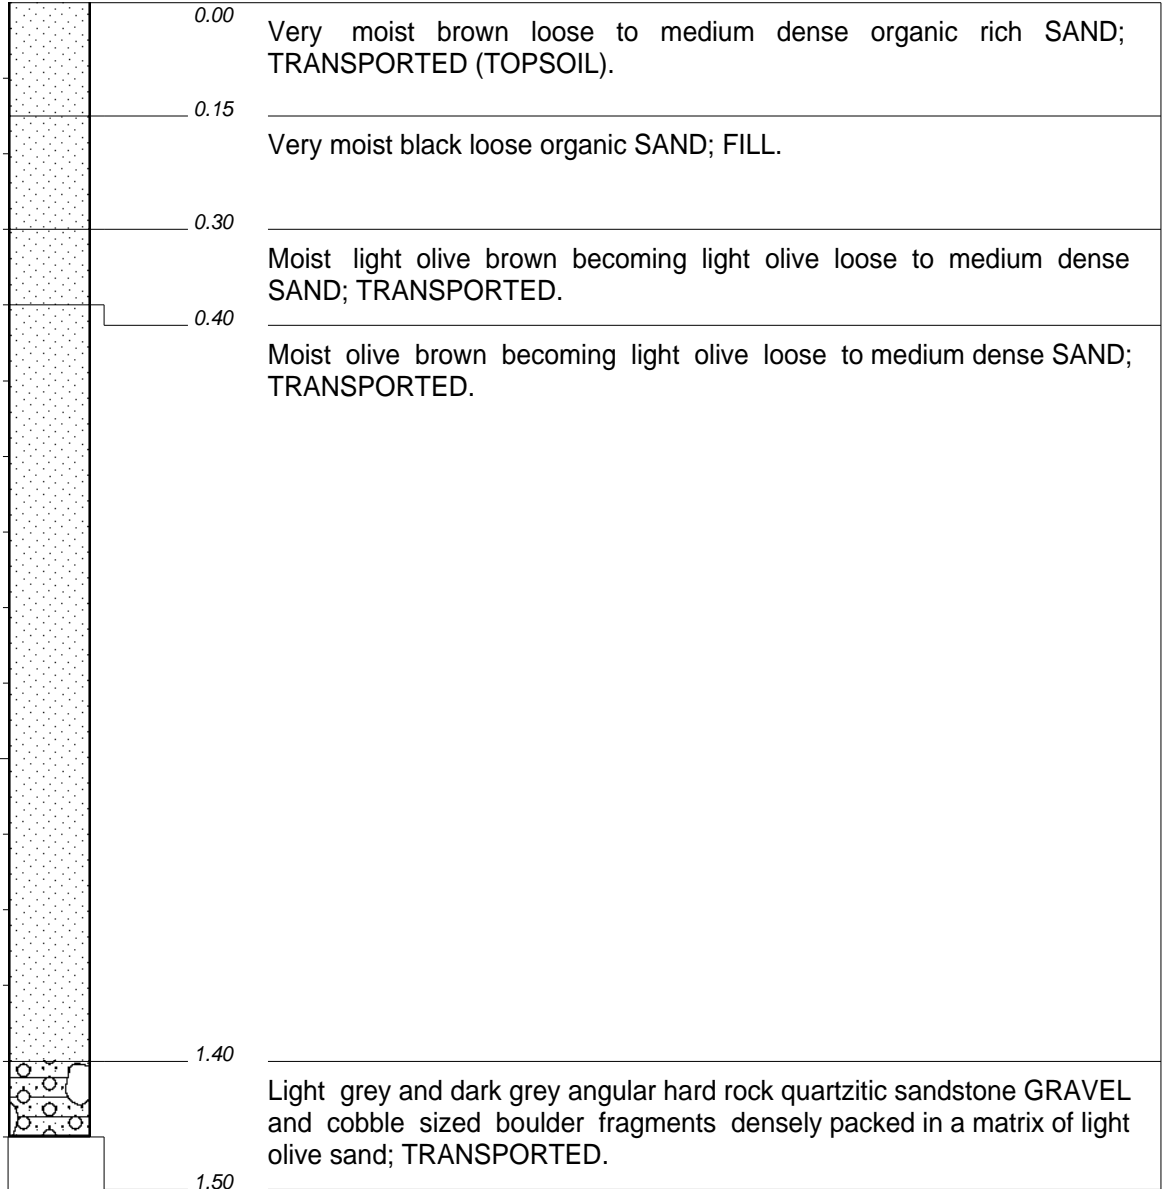 0.00
Very moist brown loose to medium dense organic rich SAND;
TRANSPORTED (TOPSOIL).
0.15
Very moist black loose organic SAND; FILL.
0.30
Moist light olive brown becoming light olive loose to medium dense
SAND; TRANSPORTED.
0.40
Moist olive brown becoming light olive loose to medium dense SAND;
TRANSPORTED.
1.40
Light grey and dark grey angular hard rock quartzitic sandstone GRAVEL
and cobble sized boulder fragments densely packed in a matrix of light
olive sand; TRANSPORTED.
1.50